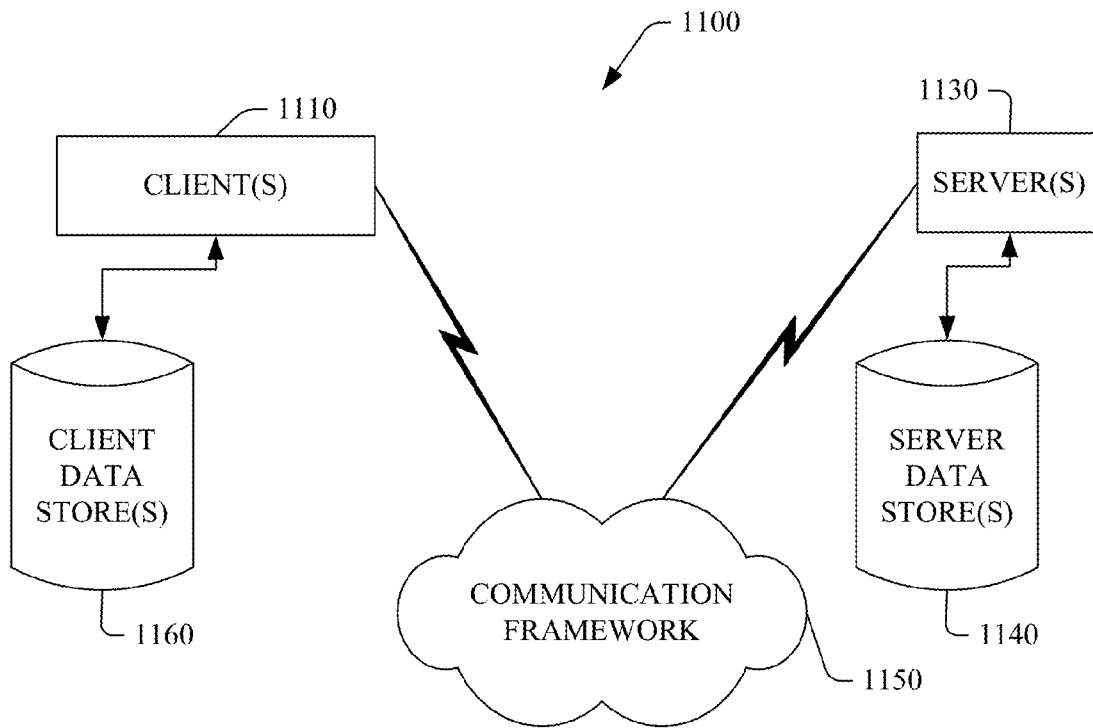 1100
1110
1130
CLIENT(S)
SERVER(S)
CLIENT
DATA
STORE(S)
SERVER
DATA
STORE(S)
COMMUNICATION
FRAMEWORK
1160
1140
1150